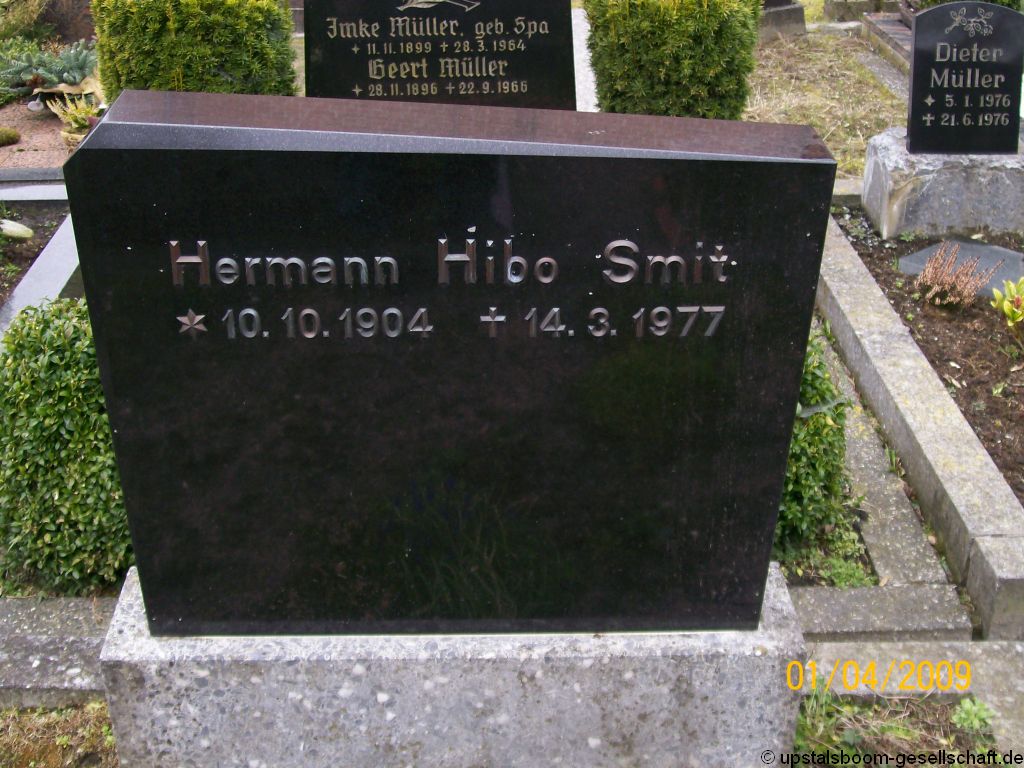 Imke Müller, geb. Spa
* 11.11.1899 + 28.3.1964
Geert Müller
* 28.11.1896 + 22.9.1966
Dieter
Müller
* 5.1.1976
+ 21.6.1976
Hermann Hibo Smit
* 10.10.1904 + 14.3.1977
01/04/2009
© upstalsboom-gesellschaft.de